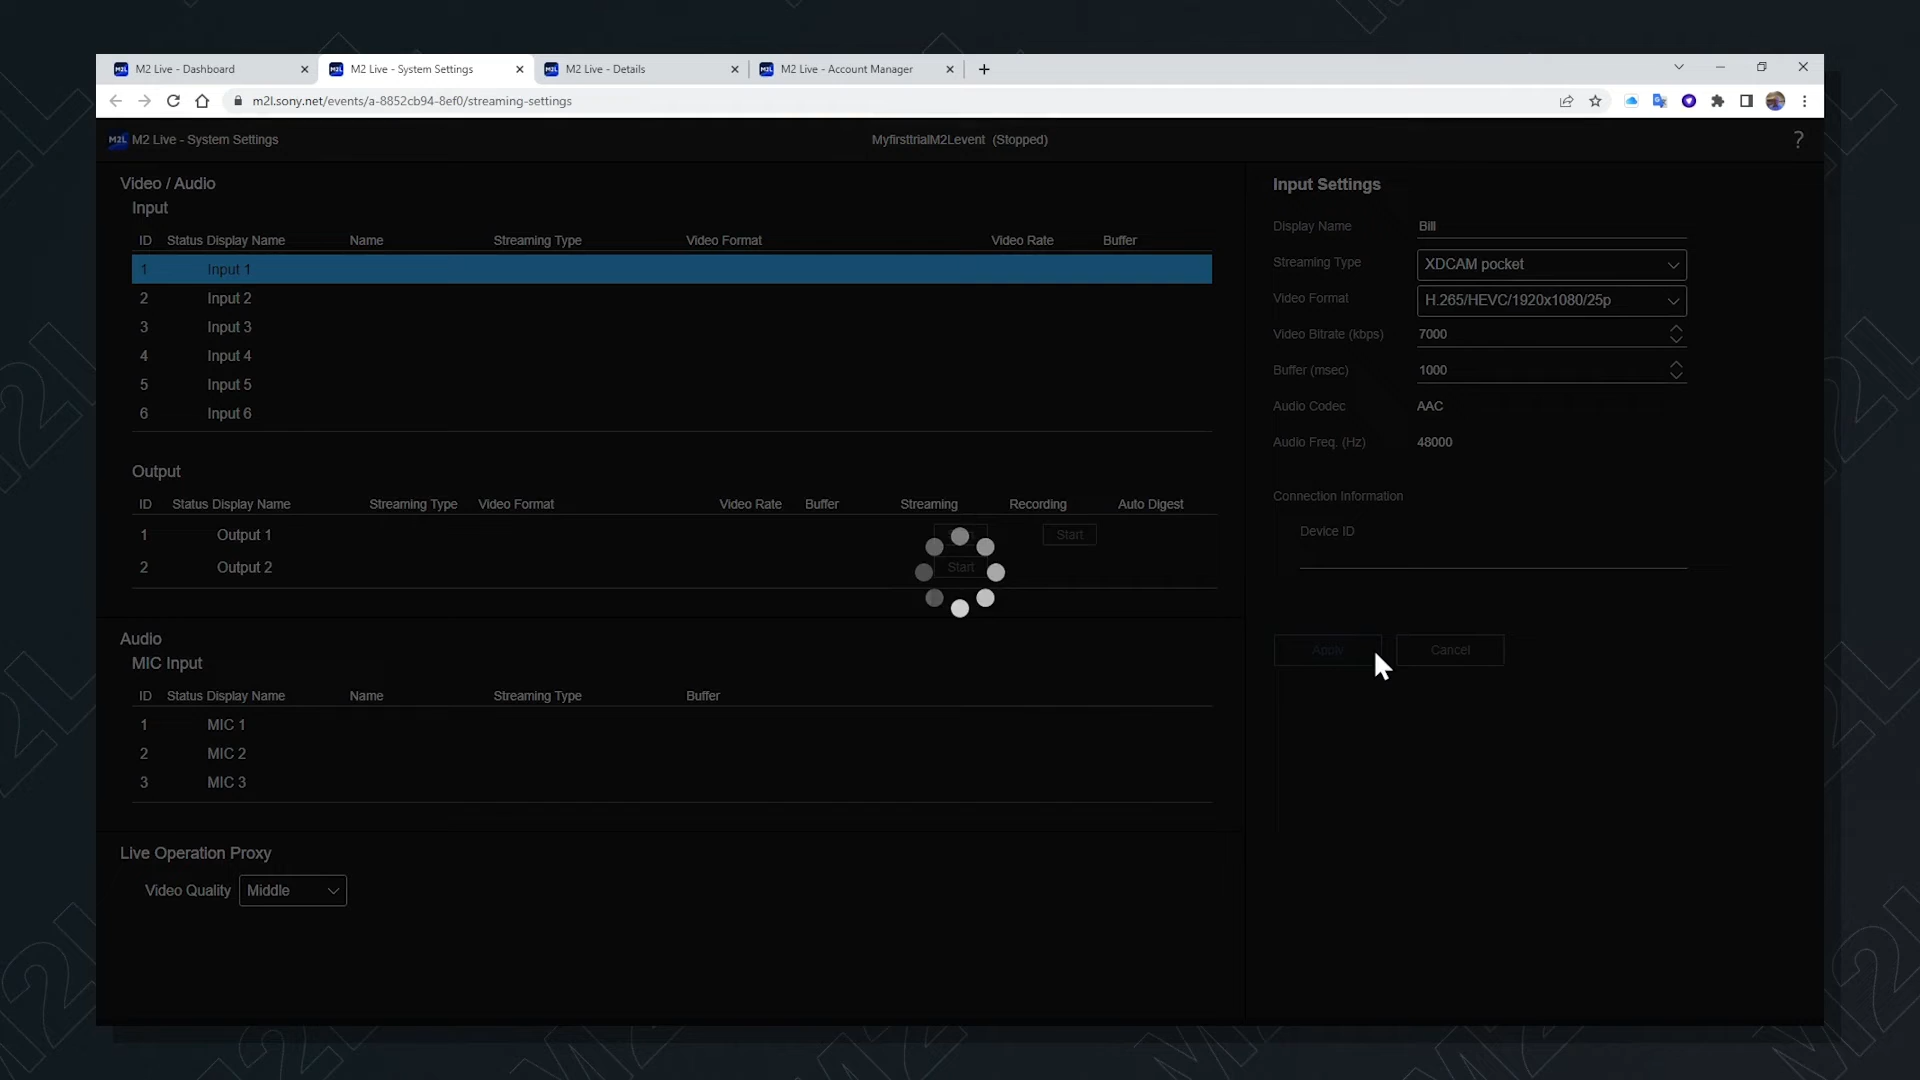 M2 Live - Dashboard
M2 Live - System Settings
M2 Live - Details
M2 Live - Account Manager
m2l.sony.net/events/a-8852cb94-8ef0/streaming-settings
M2L M2 Live - System Settings
MyfirsttrialM2Levent (Stopped)
?
Video / Audio
Input
ID Status Display Name Name Streaming Type Video Format Video Rate Buffer
1 Input 1
2 Input 2
3 Input 3
4 Input 4
5 Input 5
6 Input 6
Output
ID Status Display Name Streaming Type Video Format Video Rate Buffer Streaming Recording Auto Digest
1 Output 1 Start
2 Output 2 Start
Audio
MIC Input
ID Status Display Name Name Streaming Type Buffer
1 MIC 1
2 MIC 2
3 MIC 3
Live Operation Proxy
Video Quality Middle
Input Settings
Display Name Bill
Streaming Type XDCAM pocket
Video Format H.265/HEVC/1920x1080/25p
Video Bitrate (kbps) 7000
Buffer (msec) 1000
Audio Codec AAC
Audio Freq. (Hz) 48000
Connection Information
Device ID
Apply Cancel